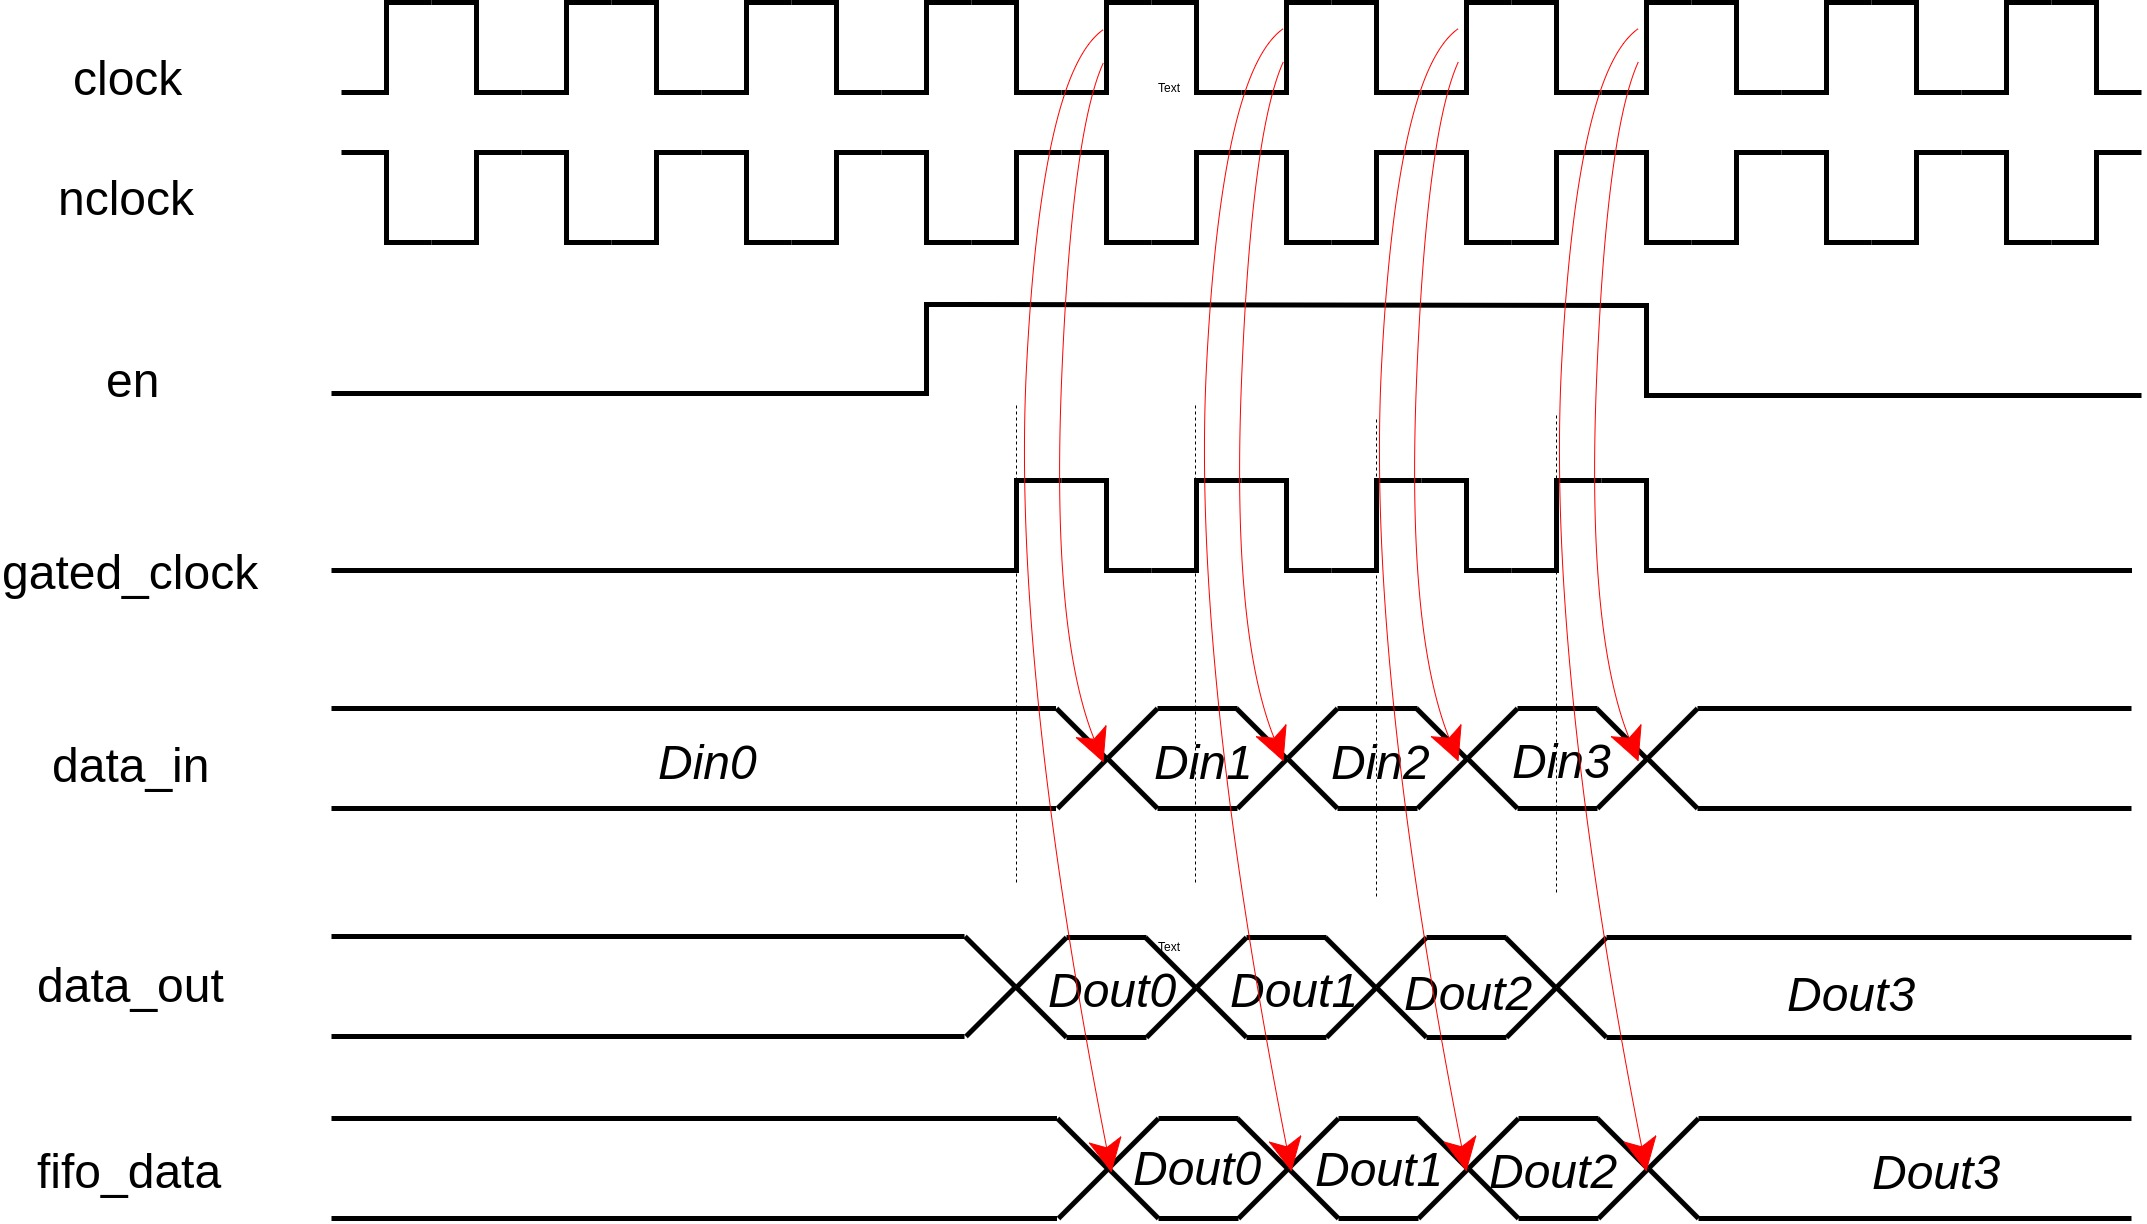 clock
Text
nclock
en
gated_clock
data_in
Din0
Din1
Din2
Din3
data_out
Text
Dout0
Dout1
Dout2
Dout3
fifo_data
Dout0
Dout1
Dout2
Dout3